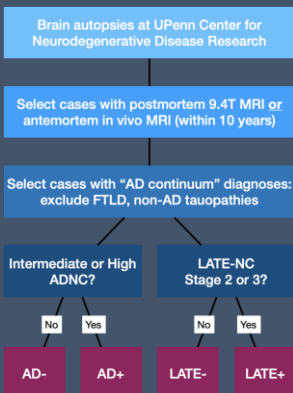 Brain autopsies at UPenn Center for
Neurodegenerative Disease Research
Select cases with postmortem 9.4T MRI or
antemortem in vivo MRI (within 10 years)
Select cases with “AD continuum” diagnoses:
exclude FTLD, non-AD tauopathies
Intermediate or High
ADNC?
LATE-NC
Stage 2 or 3?
No
Yes
No
Yes
AD-
AD+
LATE-
LATE+